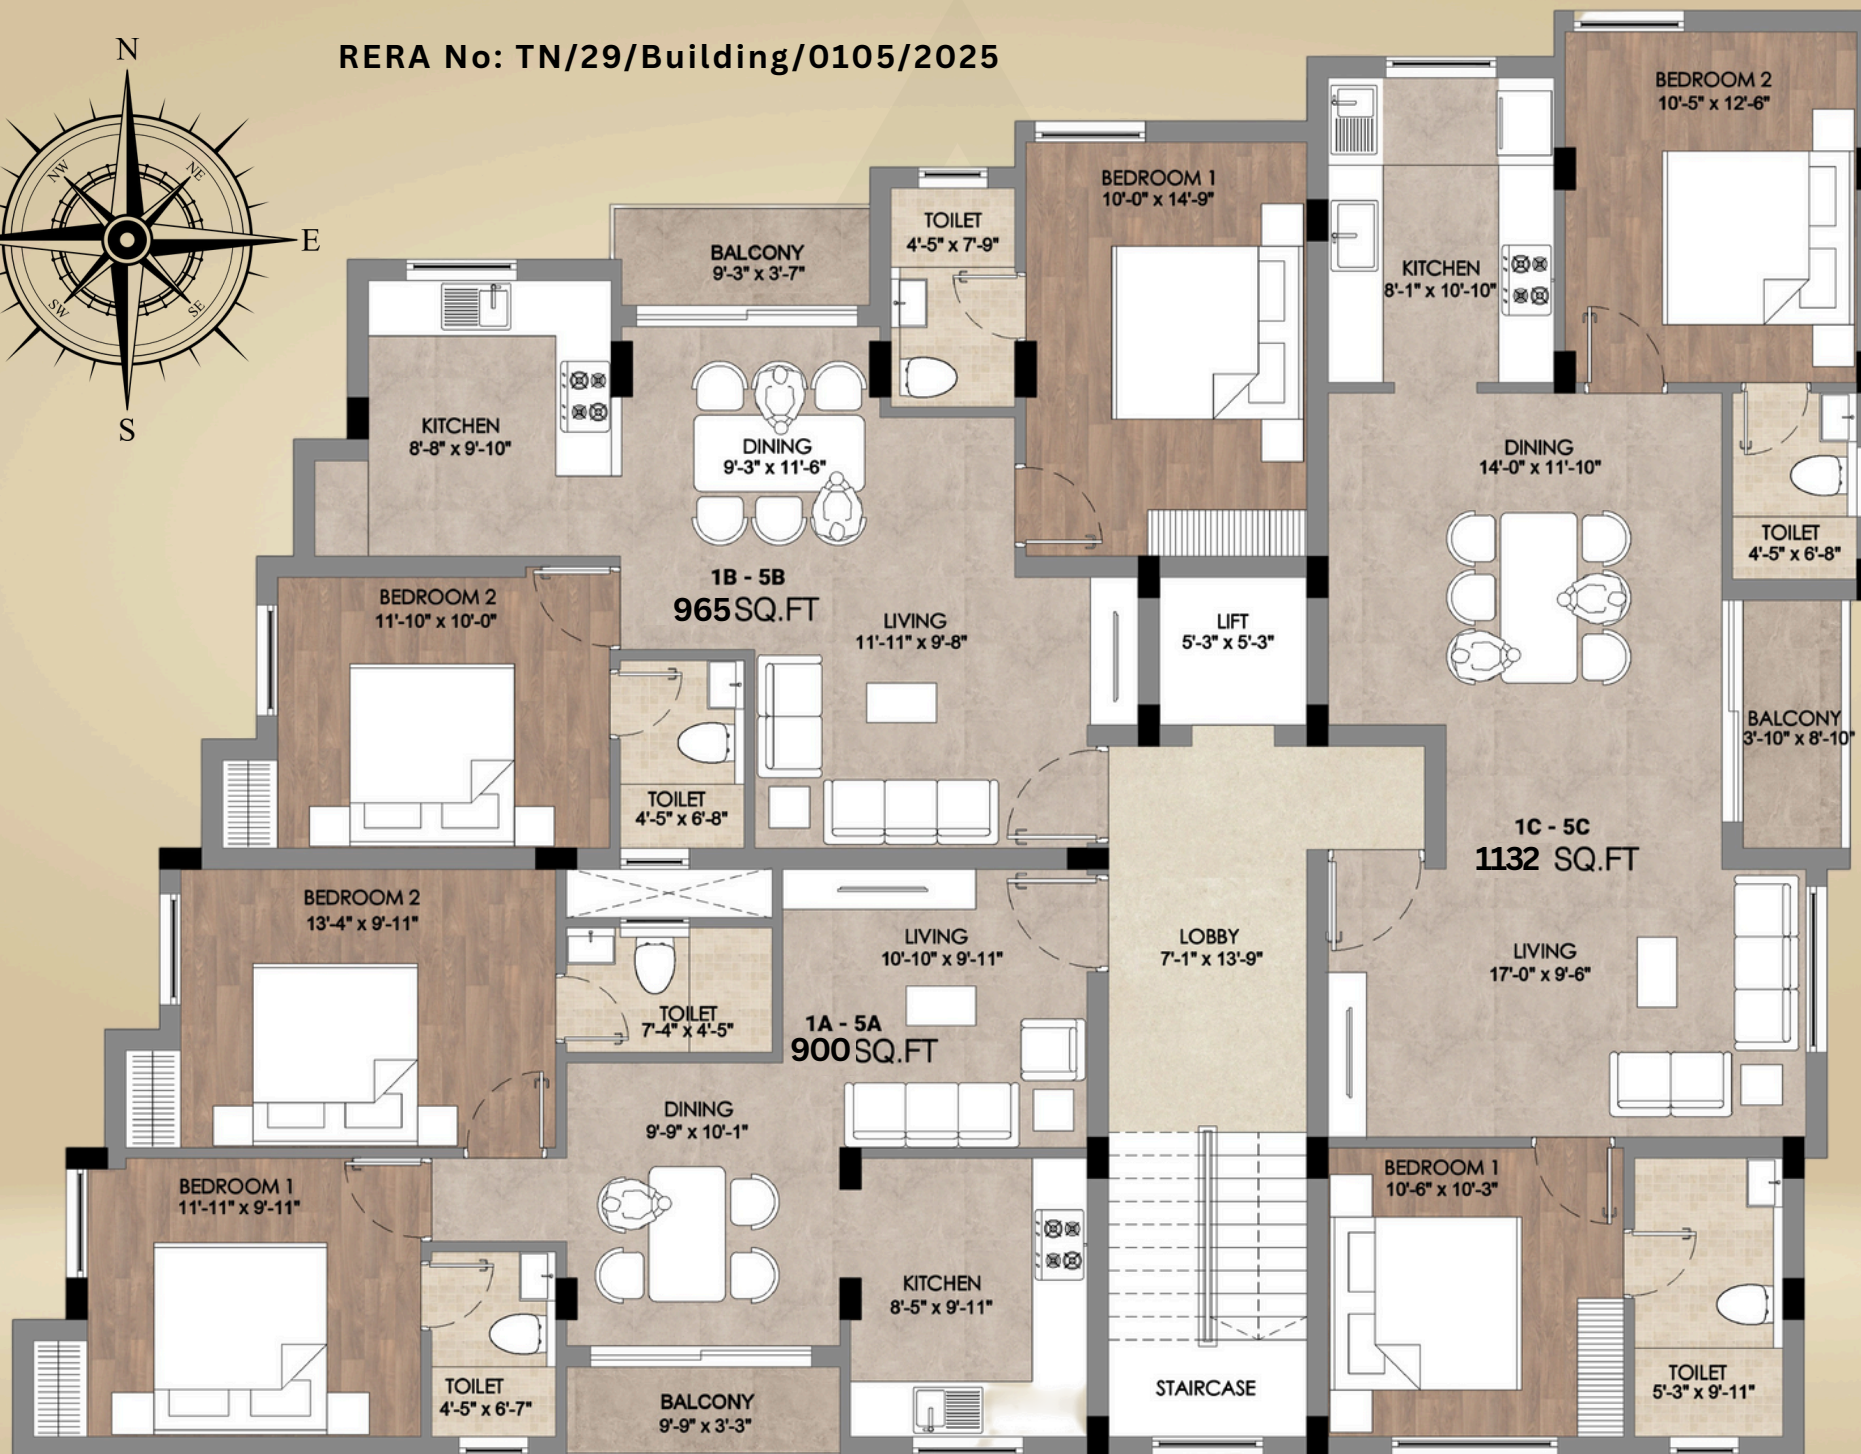 N
RERA No: TN/29/Building/0105/2025
NW
NE
E
SW
SE
S
BEDROOM 2
10'-5" x 12'-6"
BEDROOM 1
10'-0" x 14'-9"
TOILET
4'-5" x 7'-9"
BALCONY
9'-3" x 3'-7"
KITCHEN
8'-1" x 10'-10"
KITCHEN
8'-8" x 9'-10"
DINING
9'-3" x 11'-6"
DINING
14'-0" x 11'-10"
TOILET
4'-5" x 6'-8"
1B - 5B
965 SQ.FT
BEDROOM 2
11'-10" x 10'-0"
LIVING
11'-11" x 9'-8"
LIFT
5'-3" x 5'-3"
BALCONY
3'-10" x 8'-10"
TOILET
4'-5" x 6'-8"
1C - 5C
1132 SQ.FT
BEDROOM 2
13'-4" x 9'-11"
LIVING
10'-10" x 9'-11"
LOBBY
7'-1" x 13'-9"
LIVING
17'-0" x 9'-6"
TOILET
7'-4" x 4'-5"
1A - 5A
900 SQ.FT
DINING
9'-9" x 10'-1"
BEDROOM 1
11'-11" x 9'-11"
BEDROOM 1
10'-6" x 10'-3"
KITCHEN
8'-5" x 9'-11"
TOILET
4'-5" x 6'-7"
BALCONY
9'-9" x 3'-3"
STAIRCASE
TOILET
5'-3" x 9'-11"